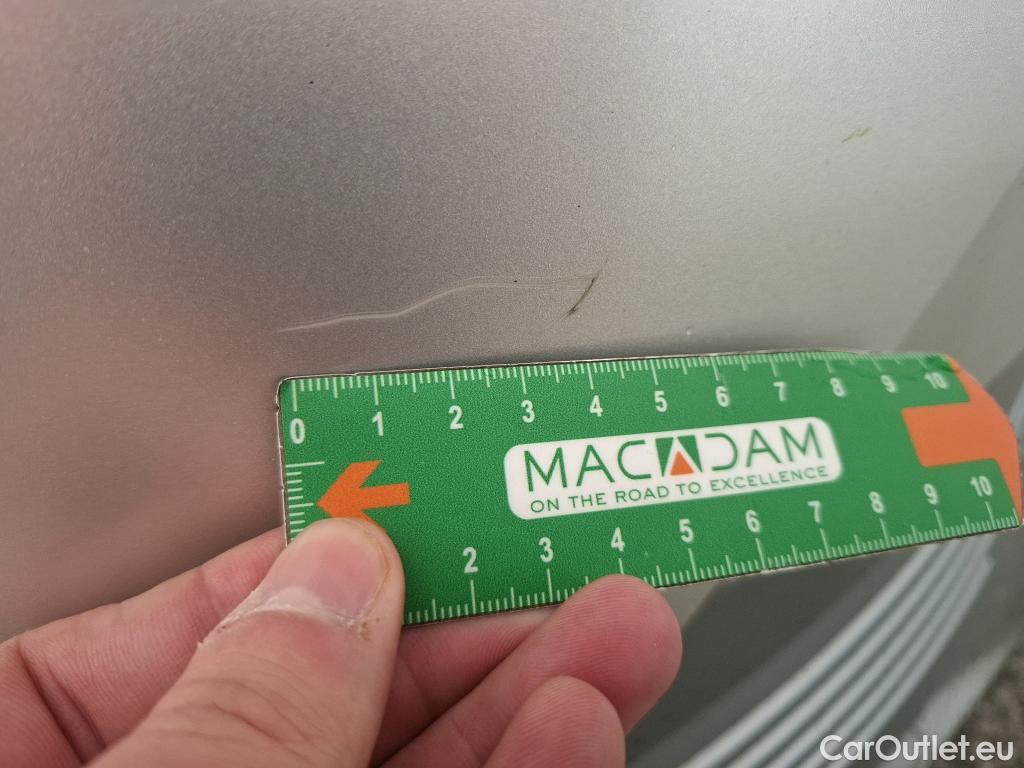 0 1 2 3 4 5 6 7 8 9 10
MACADAM
ON THE ROAD TO EXCELLENCE
2 3 4 5 6 7 8 9 10
CarOutlet.eu